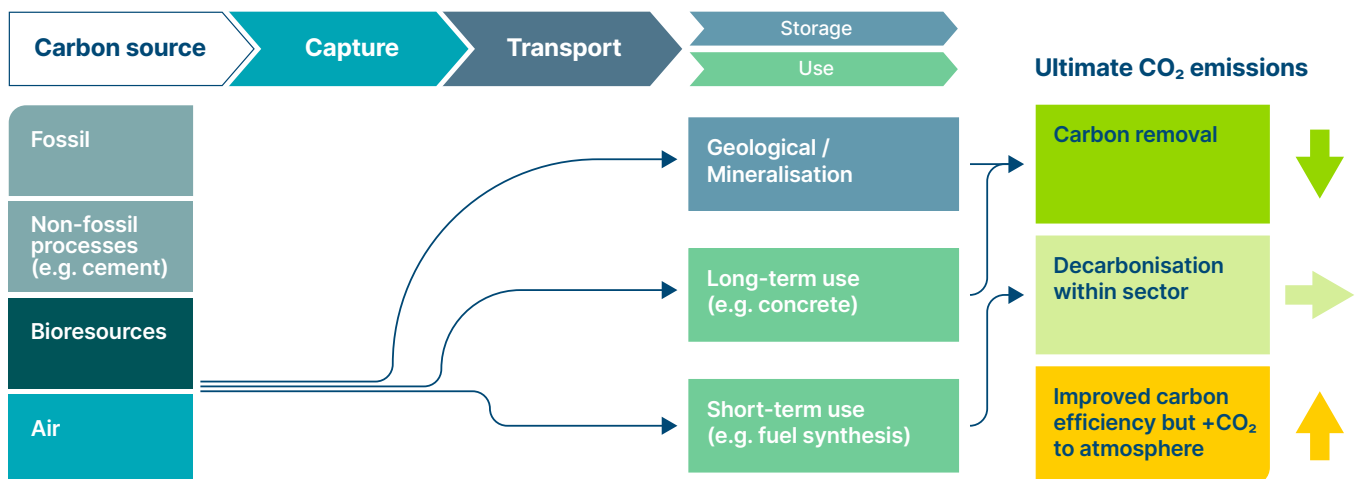 Carbon source
Capture
Transport
Storage
Use
Ultimate CO₂ emissions
Fossil
Non-fossil
processes
(e.g. cement)
Bioresources
Air
Geological /
Mineralisation
Long-term use
(e.g. concrete)
Short-term use
(e.g. fuel synthesis)
Carbon removal
Decarbonisation
within sector
Improved carbon
efficiency but +CO₂
to atmosphere